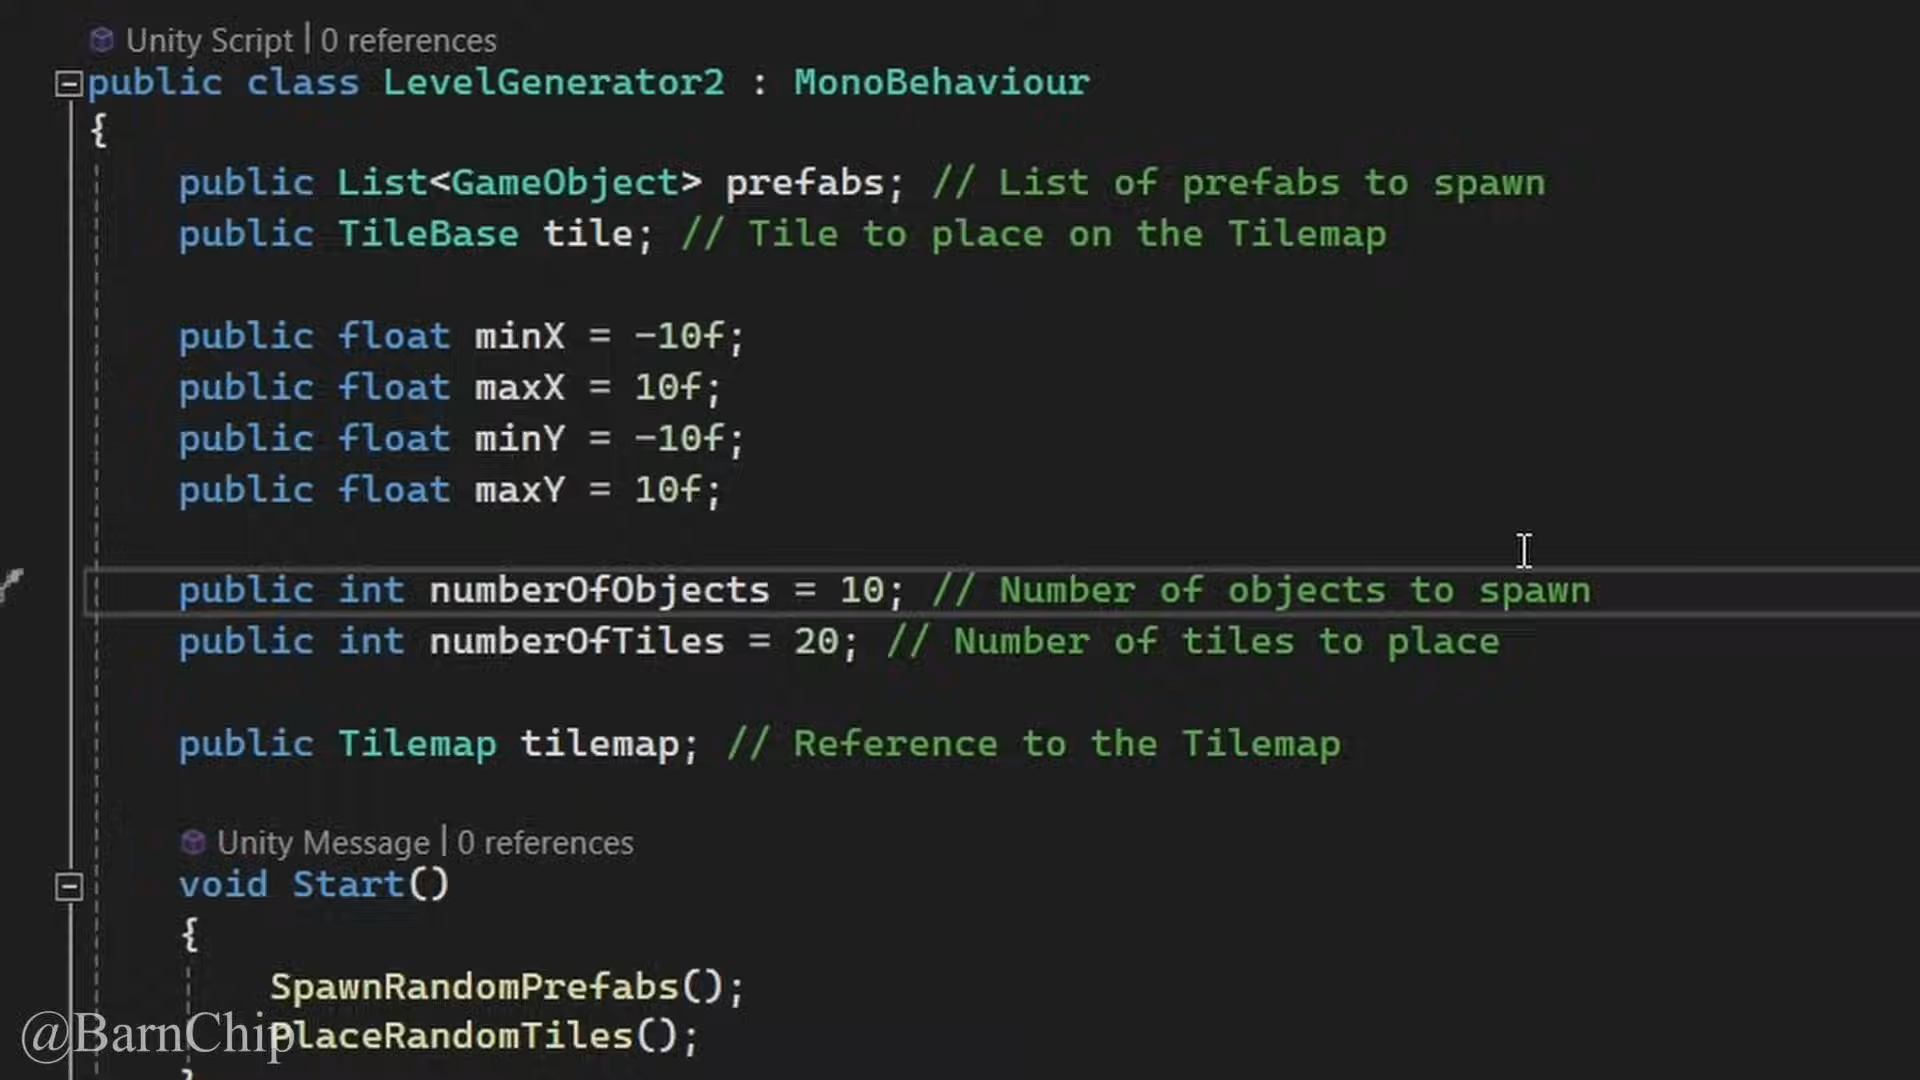 Unity Script | 0 references
public class LevelGenerator2 : MonoBehaviour
{
public List<GameObject> prefabs; // List of prefabs to spawn
public TileBase tile; // Tile to place on the Tilemap
public float minX = -10f;
public float maxX = 10f;
public float minY = -10f;
public float maxY = 10f;
public int numberOfObjects = 10; // Number of objects to spawn
public int numberOfTiles = 20; // Number of tiles to place
public Tilemap tilemap; // Reference to the Tilemap
Unity Message | 0 references
void Start()
{
SpawnRandomPrefabs();
PlaceRandomTiles();
@BarnChip